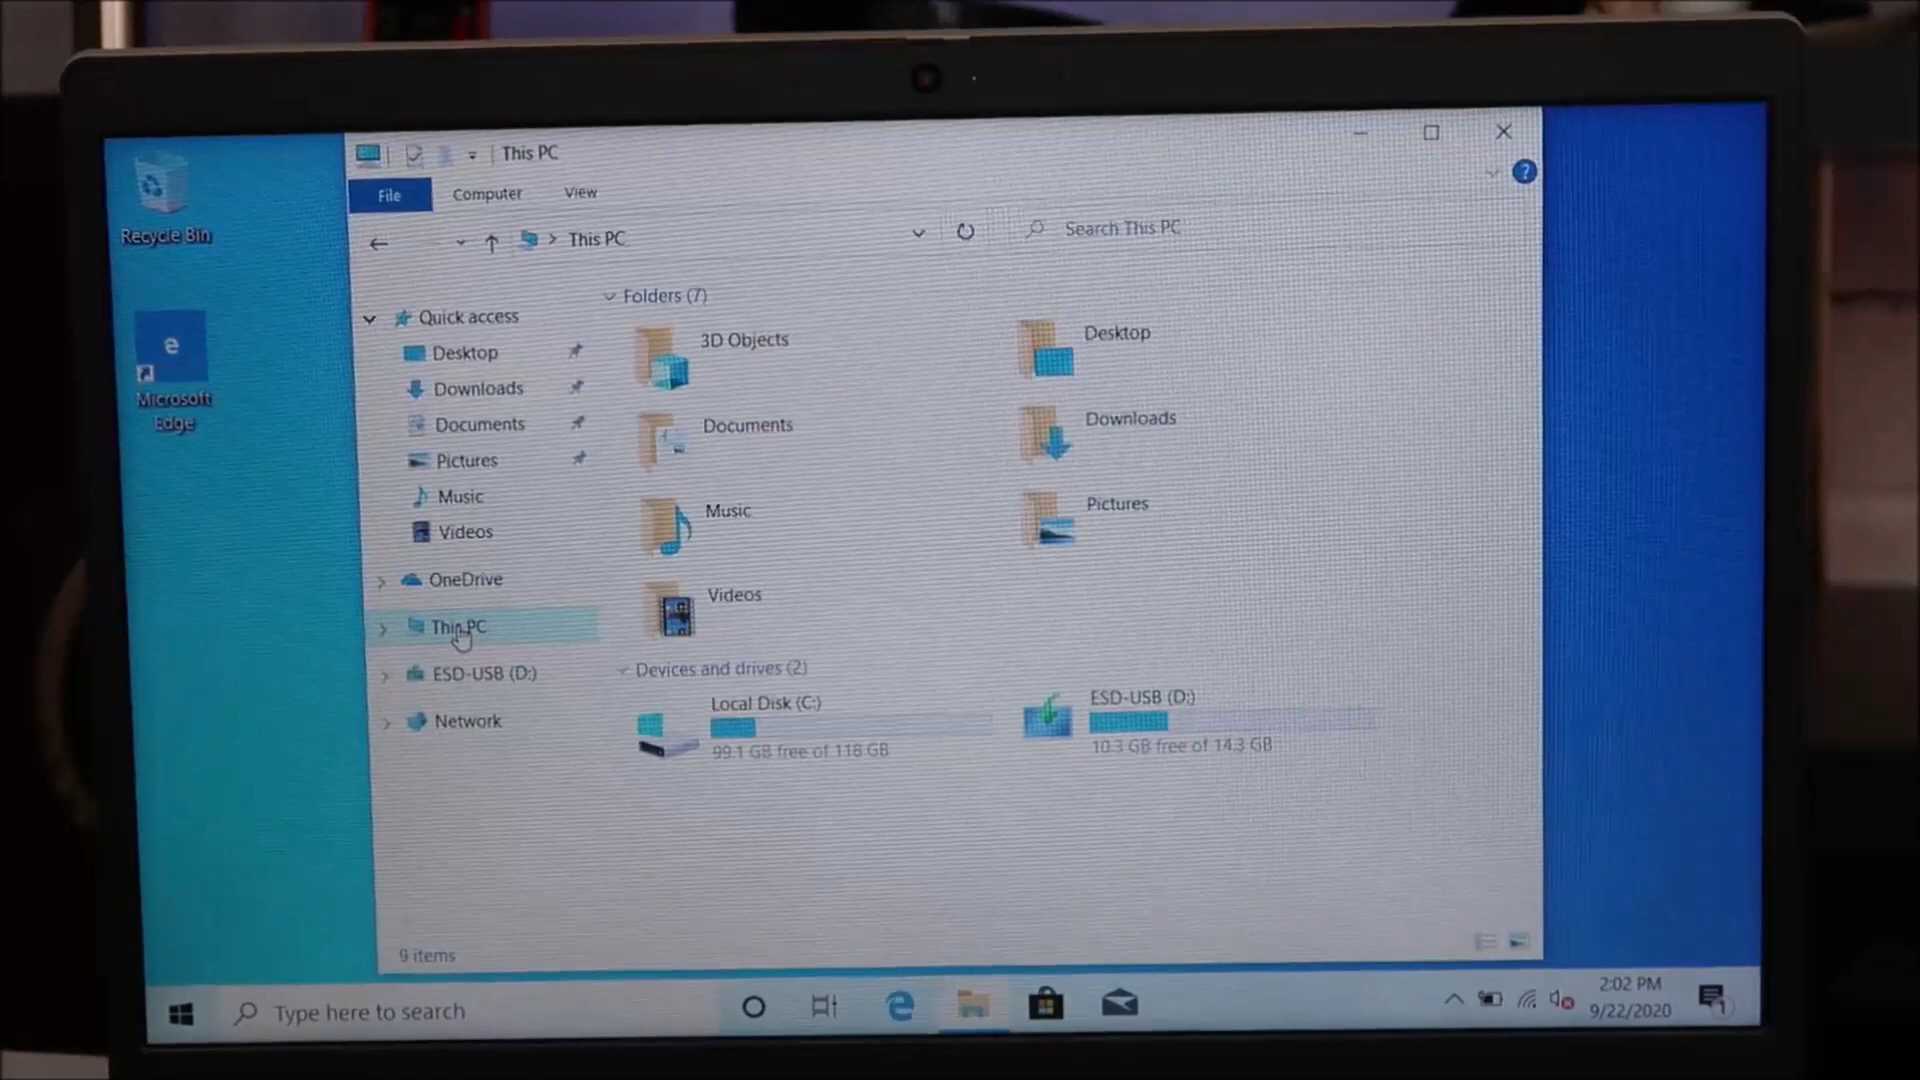 Recycle Bin
Microsoft
Edge
This PC
File
Computer
View
This PC
Search This PC
Quick access
Desktop
Downloads
Documents
Pictures
Music
Videos
OneDrive
This PC
ESD-USB (D:)
Network
Folders (7)
3D Objects
Desktop
Documents
Downloads
Music
Pictures
Videos
Devices and drives (2)
Local Disk (C:)
99.1 GB free of 118 GB
ESD-USB (D:)
10.3 GB free of 14.3 GB
9 items
Type here to search
2:02 PM
9/22/2020
1